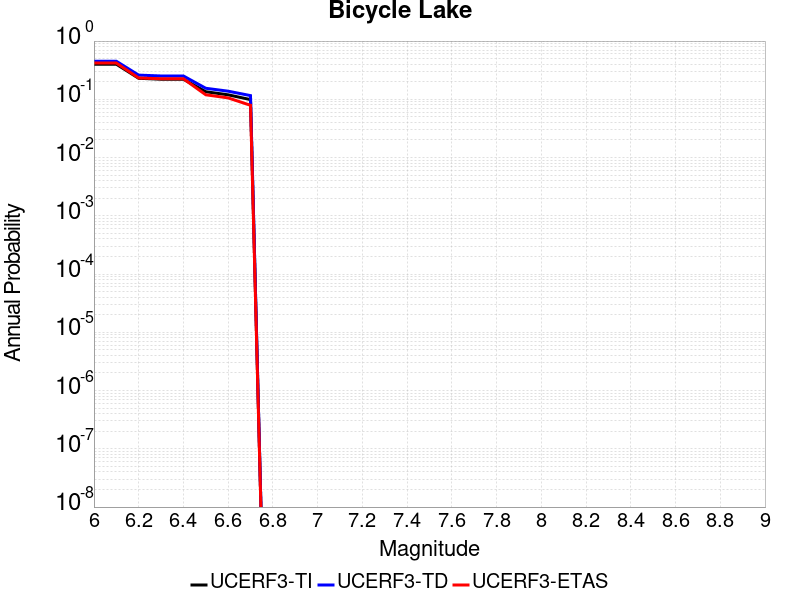 Bicycle Lake
Annual Probability
10^0
10^-1
10^-2
10^-3
10^-4
10^-5
10^-6
10^-7
10^-8
6 6.2 6.4 6.6 6.8 7 7.2 7.4 7.6 7.8 8 8.2 8.4 8.6 8.8 9
Magnitude
UCERF3-TI UCERF3-TD UCERF3-ETAS